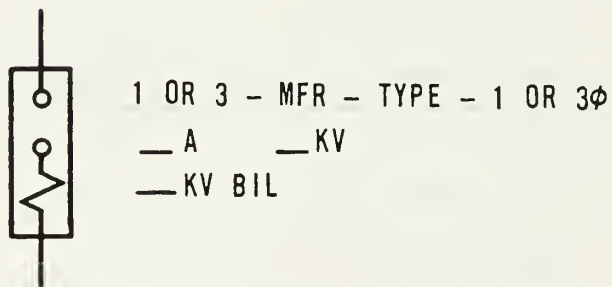 1 OR 3 - MFR - TYPE - 1 OR 3φ
__ A __ KV
__ KV BIL